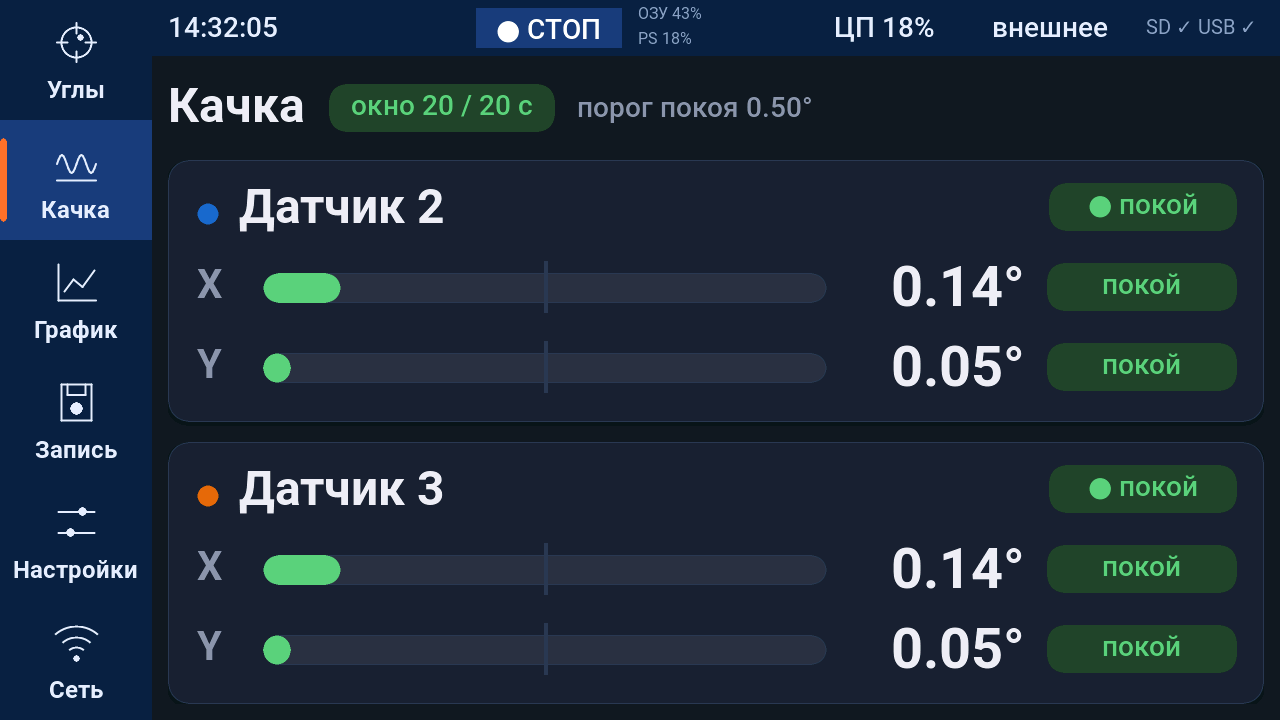 14:32:05
СТОП
ОЗУ 43%
PS 18%
ЦП 18%
внешнее
SD ✓ USB ✓
Углы
Качка
График
Запись
Настройки
Сеть
Качка
окно 20 / 20 с
порог покоя 0.50°
Датчик 2
ПОКОЙ
X
0.14°
ПОКОЙ
Y
0.05°
ПОКОЙ
Датчик 3
ПОКОЙ
X
0.14°
ПОКОЙ
Y
0.05°
ПОКОЙ